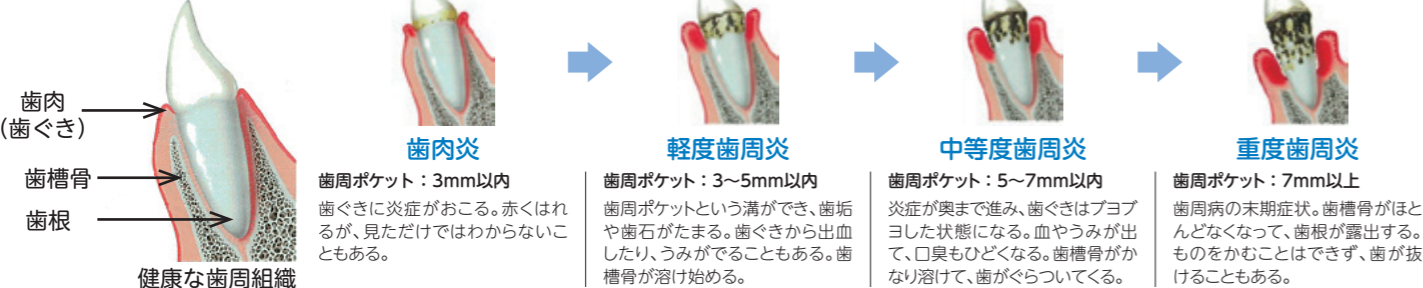 歯肉
(歯ぐき)
歯槽骨
歯根
健康な歯周組織
歯肉炎
歯周ポケット：3mm以内
歯ぐきに炎症がおこる。赤くはれ
るが、見ただけではわからないこ
ともある。
軽度歯周炎
歯周ポケット：3〜5mm以内
歯周ポケットという溝ができ、歯垢
や歯石がたまる。歯ぐきから出血
したり、うみがでることもある。歯
槽骨が溶け始める。
中等度歯周炎
歯周ポケット：5〜7mm以内
炎症が奥まで進み、歯ぐきはブヨブ
ヨした状態になる。血やうみが出
て、口臭もひどくなる。歯槽骨がか
なり溶けて、歯がぐらついてくる。
重度歯周炎
歯周ポケット：7mm以上
歯周病の末期症状。歯槽骨がほと
んどなくなって、歯根が露出する。
ものをかむことはできず、歯が抜
けることもある。